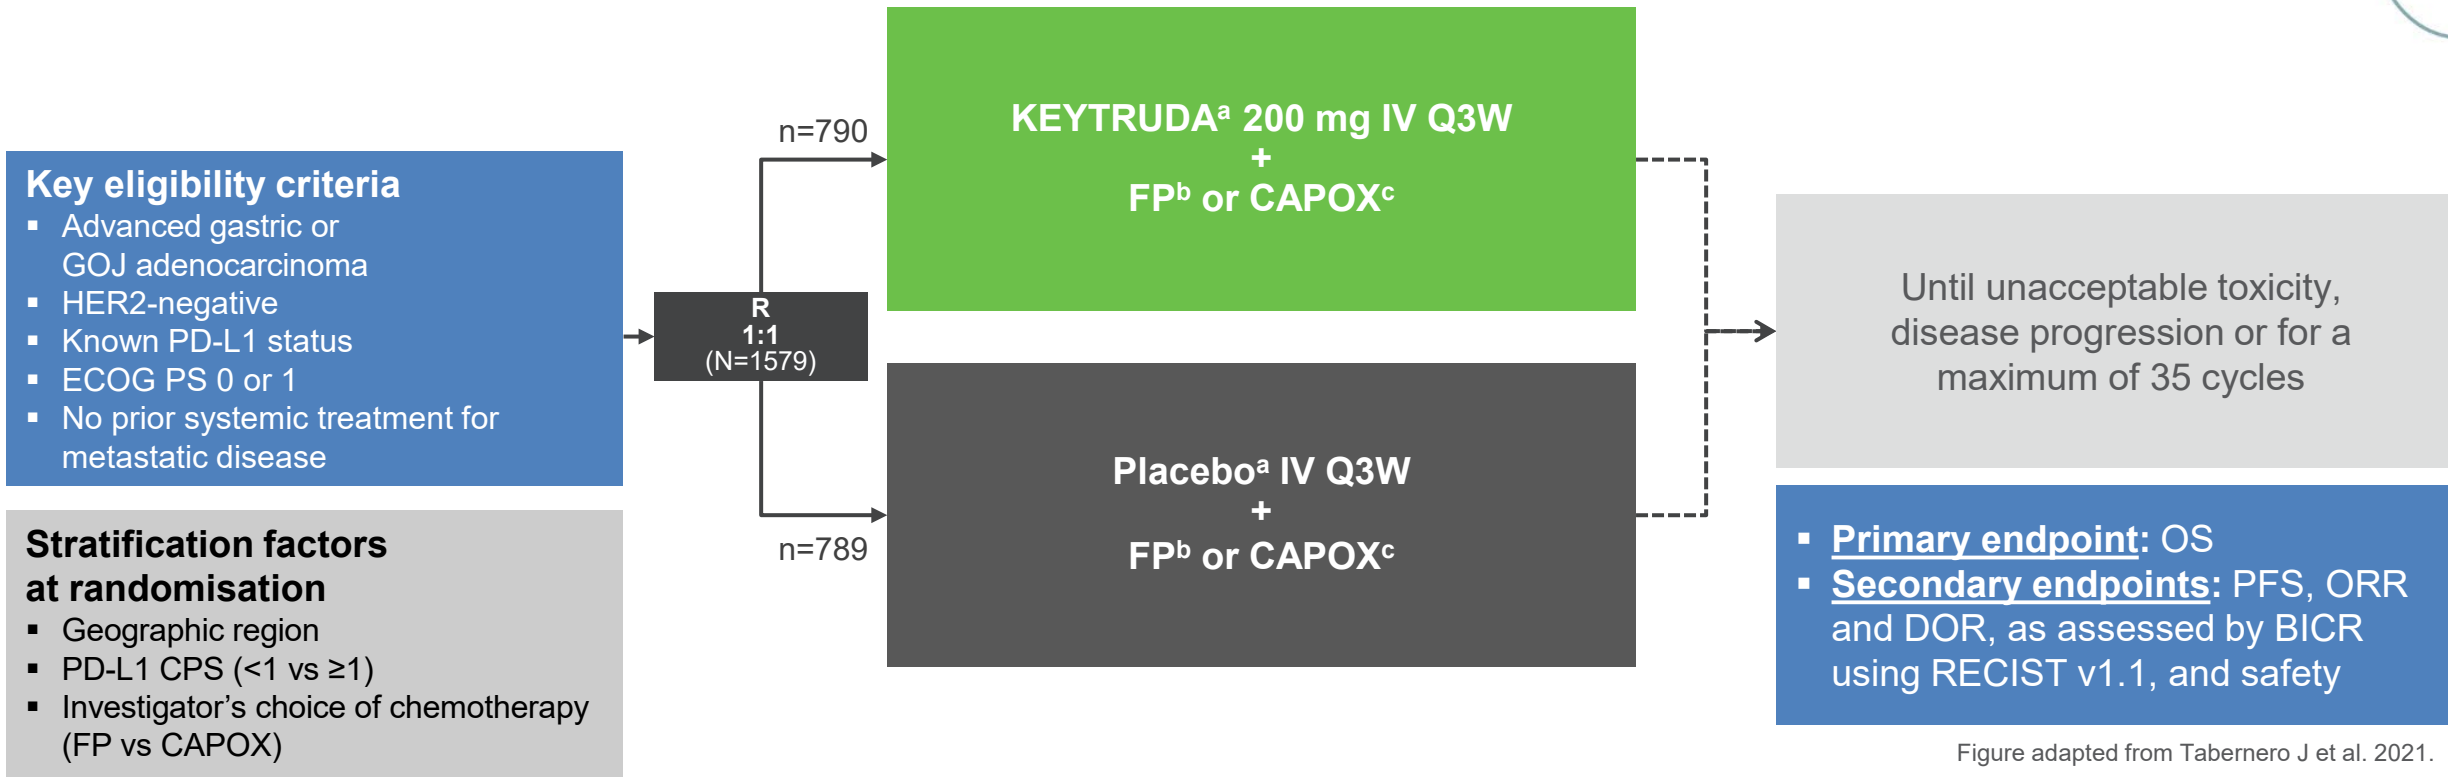 Key eligibility criteria
▪ Advanced gastric or
GOJ adenocarcinoma
▪ HER2-negative
▪ Known PD-L1 status
▪ ECOG PS 0 or 1
▪ No prior systemic treatment for
metastatic disease
Stratification factors
at randomisation
▪ Geographic region
▪ PD-L1 CPS (<1 vs ≥1)
▪ Investigator’s choice of chemotherapy
(FP vs CAPOX)
R
1:1
(N=1579)
n=790
KEYTRUDAᵃ 200 mg IV Q3W
+
FPᵇ or CAPOXᶜ
n=789
Placeboᵃ IV Q3W
+
FPᵇ or CAPOXᶜ
Until unacceptable toxicity,
disease progression or for a
maximum of 35 cycles
▪ Primary endpoint: OS
▪ Secondary endpoints: PFS, ORR
and DOR, as assessed by BICR
using RECIST v1.1, and safety
Figure adapted from Tabernero J et al. 2021.